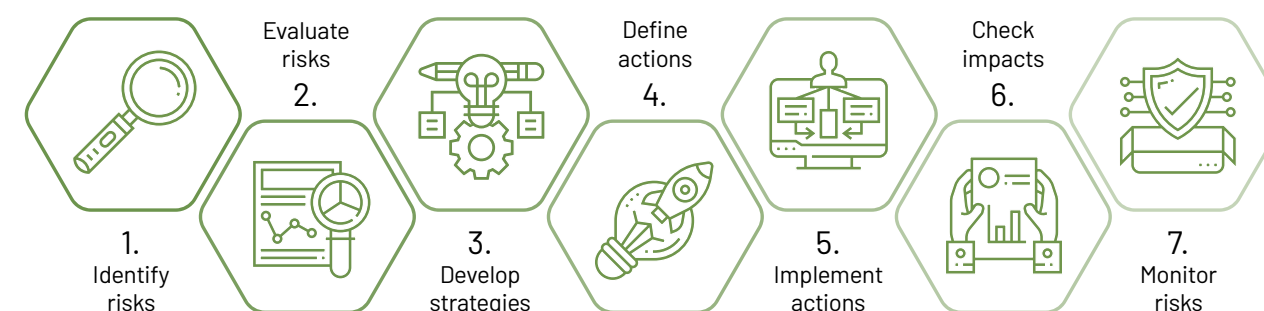 1.
Identify
risks
Evaluate
risks
2.
3.
Develop
strategies
Define
actions
4.
5.
Implement
actions
Check
impacts
6.
7.
Monitor
risks